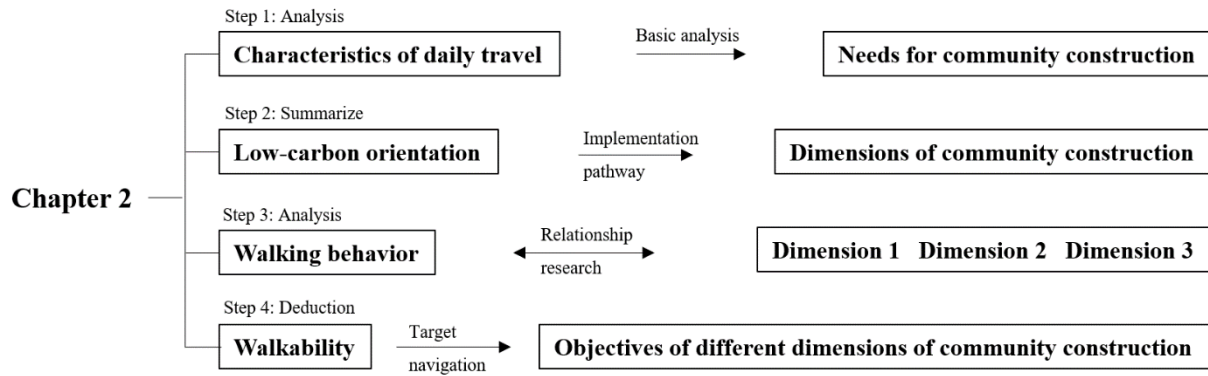 Step 1: Analysis
Characteristics of daily travel
Basic analysis
Needs for community construction
Step 2: Summarize
Low-carbon orientation
Implementation
pathway
Dimensions of community construction
Chapter 2
Step 3: Analysis
Walking behavior
Relationship
research
Dimension 1 Dimension 2 Dimension 3
Step 4: Deduction
Walkability
Target
navigation
Objectives of different dimensions of community construction